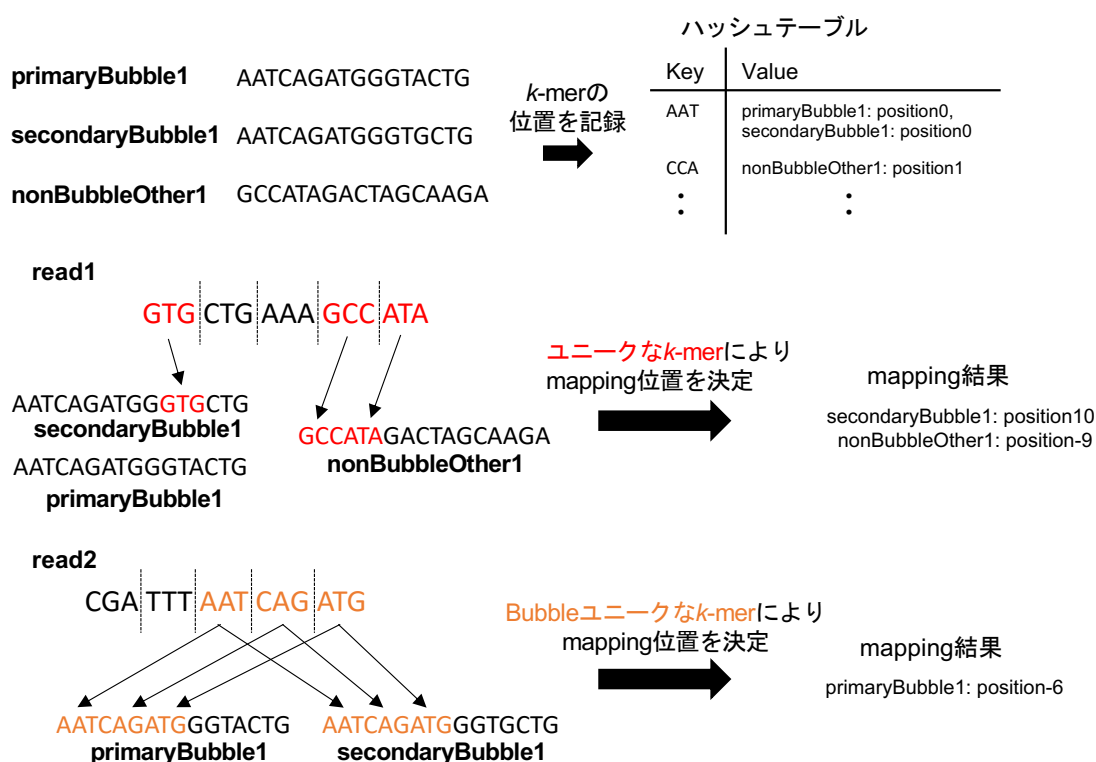 ハッシュテーブル
primaryBubble1 AATCAGATGGGTACTG
secondaryBubble1 AATCAGATGGGTGCTG
nonBubbleOther1 GCCATAGACTAGCAAGA
k-merの
位置を記録
Key Value
AAT primaryBubble1: position0,
secondaryBubble1: position0
CCA nonBubbleOther1: position1
: :
read1
GTG CTG AAA GCC ATA
AATCAGATGGGTGCTG
secondaryBubble1
AATCAGATGGGTACTG
primaryBubble1
GCCATAGACTAGCAAGA
nonBubbleOther1
ユニークなk-merにより
mapping位置を決定
mapping結果
secondaryBubble1: position10
nonBubbleOther1: position-9
read2
CGA TTT AAT CAG ATG
AATCAGATGGGTACTG
primaryBubble1
AATCAGATGGGTGCTG
secondaryBubble1
Bubbleユニークなk-merにより
mapping位置を決定
mapping結果
primaryBubble1: position-6